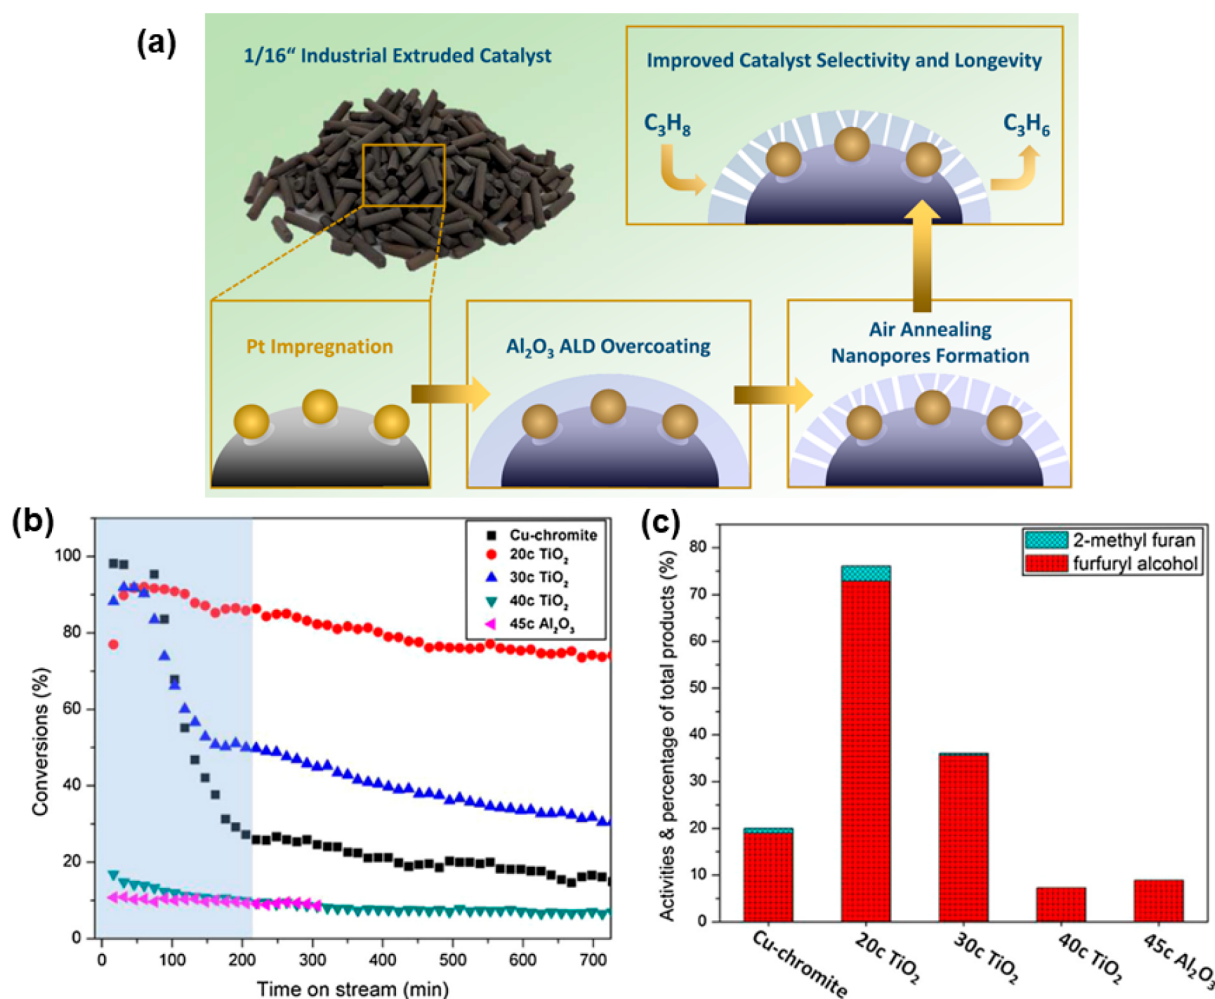 (a)
1/16“ Industrial Extruded Catalyst
Improved Catalyst Selectivity and Longevity
C₃H₈
C₃H₆
Pt Impregnation
Al₂O₃ ALD Overcoating
Air Annealing
Nanopores Formation
(b)
Conversions (%)
100
80
60
40
20
0
0
100
200
300
400
500
600
700
Time on stream (min)
Cu-chromite
20c TiO₂
30c TiO₂
40c TiO₂
45c Al₂O₃
(c)
Activities & percentage of total products (%)
80
70
60
50
40
30
20
10
0
2-methyl furan
furfuryl alcohol
Cu-chromite
20c TiO₂
30c TiO₂
40c TiO₂
45c Al₂O₃